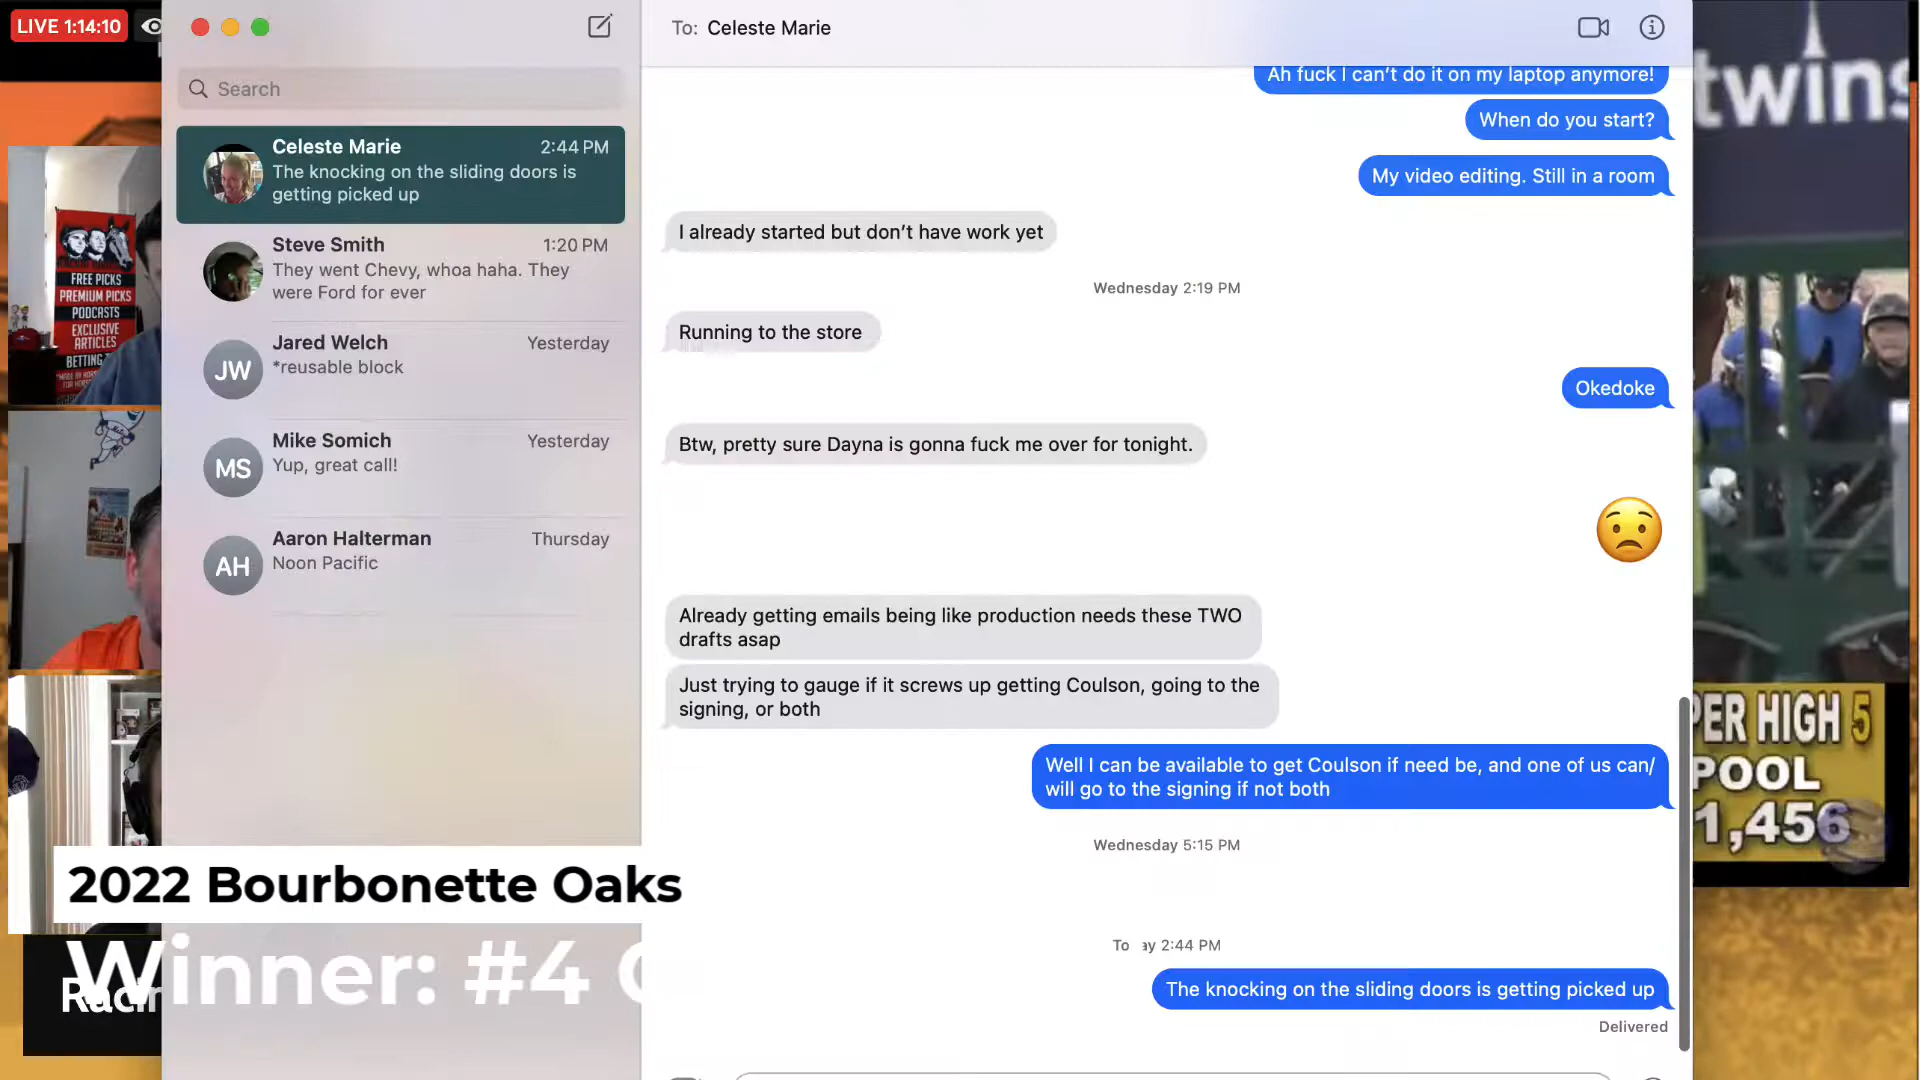 LIVE 1:14:10
Search
Celeste Marie 2:44 PM
The knocking on the sliding doors is
getting picked up
Steve Smith 1:20 PM
They went Chevy, whoa haha. They
were Ford for ever
JW
Jared Welch Yesterday
*reusable block
MS
Mike Somich Yesterday
Yup, great call!
AH
Aaron Halterman Thursday
Noon Pacific
To: Celeste Marie
Ah fuck I can't do it on my laptop anymore!
When do you start?
My video editing. Still in a room
I already started but don't have work yet
Wednesday 2:19 PM
Running to the store
Okedoke
Btw, pretty sure Dayna is gonna fuck me over for tonight.
Already getting emails being like production needs these TWO
drafts asap
Just trying to gauge if it screws up getting Coulson, going to the
signing, or both
Well I can be available to get Coulson if need be, and one of us can/
will go to the signing if not both
Wednesday 5:15 PM
To ay 2:44 PM
The knocking on the sliding doors is getting picked up
Delivered
FREE PICKS
PREMIUM PICKS
PODCASTS
EXCLUSIVE
ARTICLES
BETTING
2022 Bourbonette Oaks
Winner: #4
Racin
twins
PER HIGH 5
POOL
1,456